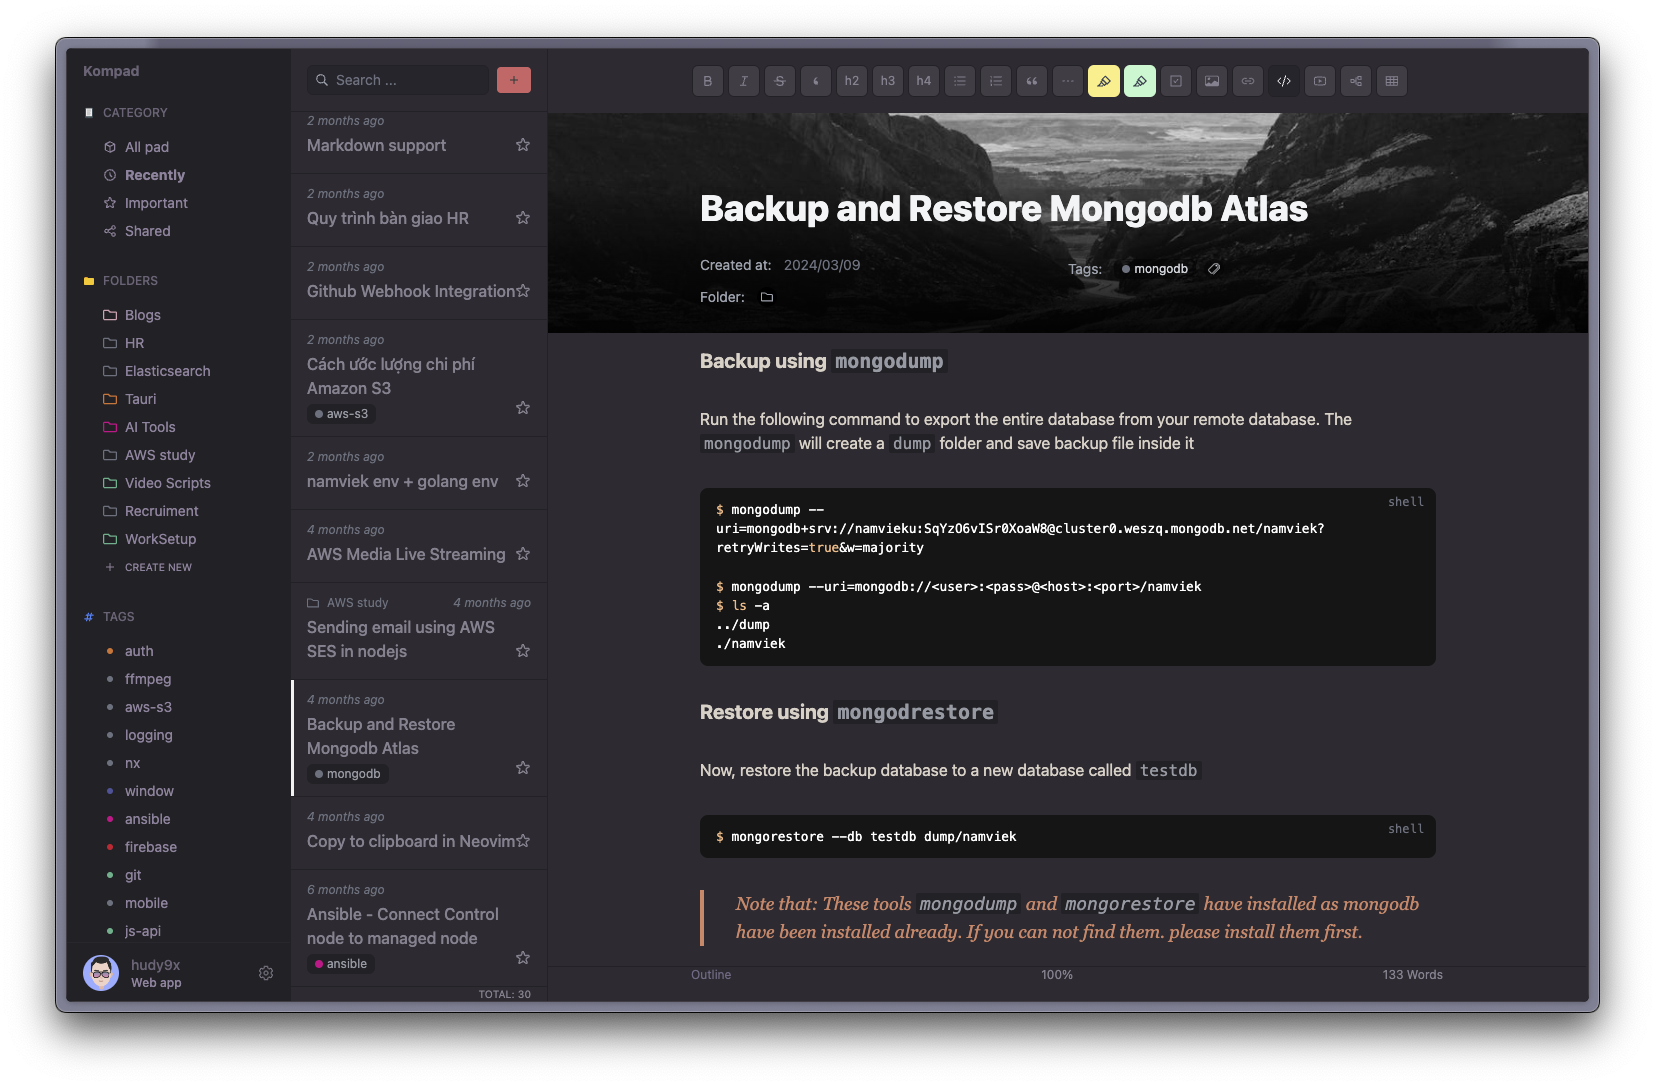 Kompad
CATEGORY
All pad
Recently
Important
Shared
FOLDERS
Blogs
HR
Elasticsearch
Tauri
AI Tools
AWS study
Video Scripts
Recruiment
WorkSetup
+ CREATE NEW
# TAGS
auth
ffmpeg
aws-s3
logging
nx
window
ansible
firebase
git
mobile
js-api
hudy9x
Web app
Search ...
+
2 months ago
Markdown support
2 months ago
Quy trình bàn giao HR
2 months ago
Github Webhook Integration
2 months ago
Cách ước lượng chi phí
Amazon S3
aws-s3
2 months ago
namviek env + golang env
4 months ago
AWS Media Live Streaming
AWS study 4 months ago
Sending email using AWS
SES in nodejs
4 months ago
Backup and Restore
Mongodb Atlas
mongodb
4 months ago
Copy to clipboard in Neovim
6 months ago
Ansible - Connect Control
node to managed node
ansible
TOTAL: 30
B I S h2 h3 h4
Backup and Restore Mongodb Atlas
Created at: 2024/03/09 Tags: mongodb
Folder:
Backup using mongodump
Run the following command to export the entire database from your remote database. The
mongodump will create a dump folder and save backup file inside it
shell
$ mongodump --
uri=mongodb+srv://namvieku:SqYzO6vISr0XoaW8@cluster0.weszq.mongodb.net/namviek?
retryWrites=true&w=majority
$ mongodump --uri=mongodb://<user>:<pass>@<host>:<port>/namviek
$ ls -a
../dump
./namviek
Restore using mongodrestore
Now, restore the backup database to a new database called testdb
shell
$ mongorestore --db testdb dump/namviek
Note that: These tools mongodump and mongorestore have installed as mongodb
have been installed already. If you can not find them. please install them first.
Outline 100% 133 Words